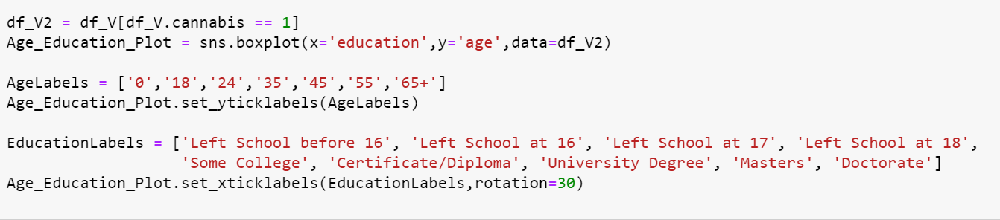 df_V2 = df_V[df_V.cannabis == 1]
Age_Education_Plot = sns.boxplot(x='education',y='age',data=df_V2)
AgeLabels = ['0','18','24','35','45','55','65+']
Age_Education_Plot.set_yticklabels(AgeLabels)
EducationLabels = ['Left School before 16', 'Left School at 16', 'Left School at 17', 'Left School at 18',
'Some College', 'Certificate/Diploma', 'University Degree', 'Masters', 'Doctorate']
Age_Education_Plot.set_xticklabels(EducationLabels,rotation=30)